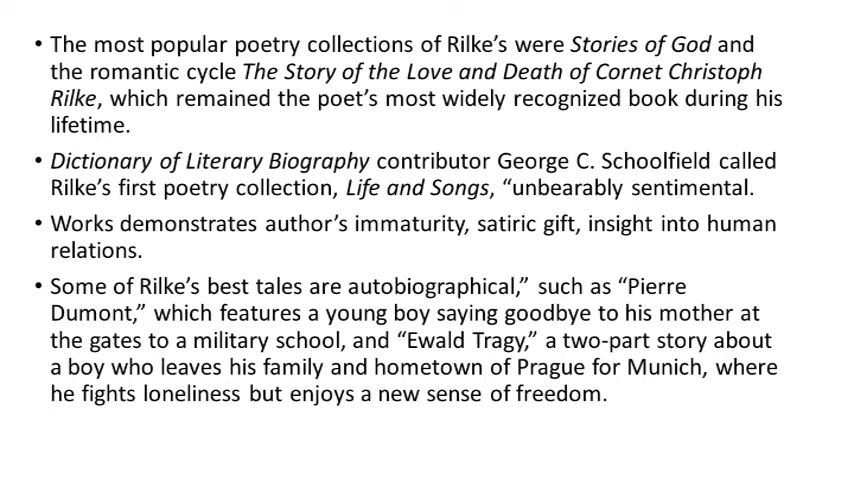 • The most popular poetry collections of Rilke’s were Stories of God and
the romantic cycle The Story of the Love and Death of Cornet Christoph
Rilke, which remained the poet’s most widely recognized book during his
lifetime.
• Dictionary of Literary Biography contributor George C. Schoolfield called
Rilke’s first poetry collection, Life and Songs, “unbearably sentimental.
• Works demonstrates author’s immaturity, satiric gift, insight into human
relations.
• Some of Rilke’s best tales are autobiographical,” such as “Pierre
Dumont,” which features a young boy saying goodbye to his mother at
the gates to a military school, and “Ewald Tragy,” a two-part story about
a boy who leaves his family and hometown of Prague for Munich, where
he fights loneliness but enjoys a new sense of freedom.